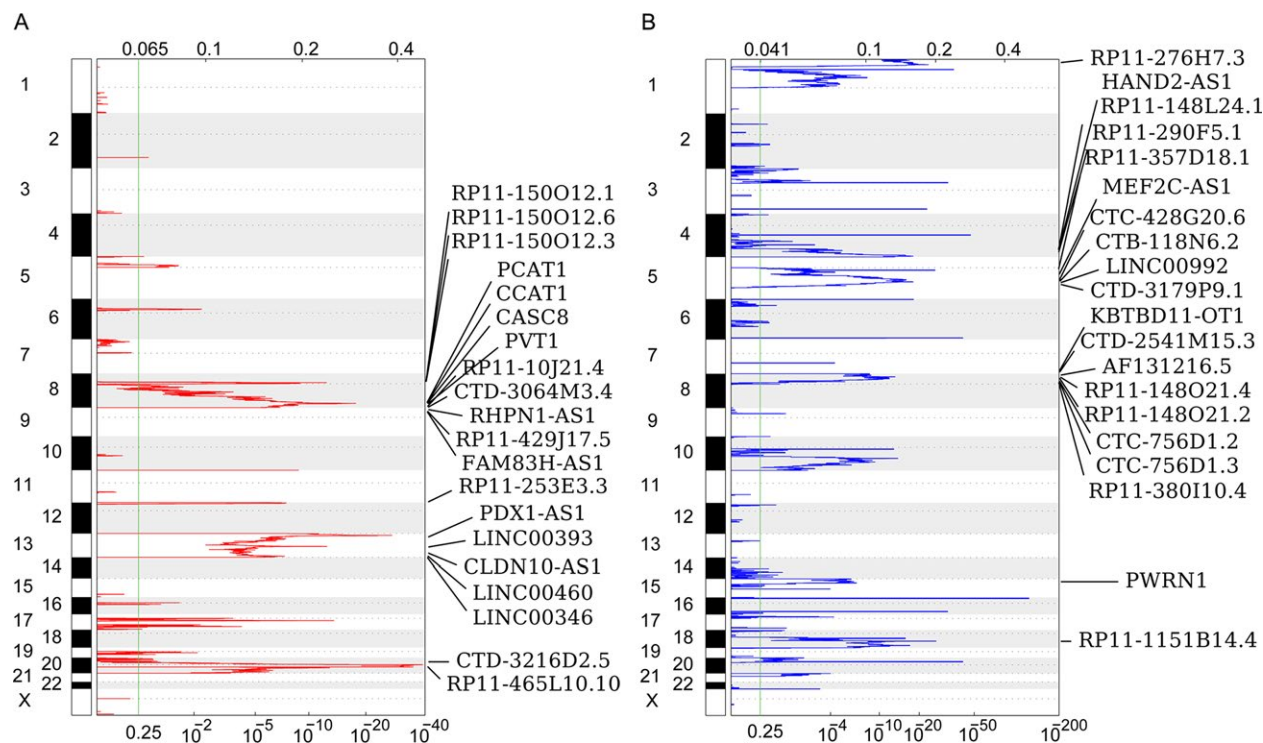 A
0.065 0.1 0.2 0.4
1
2
3
4
5
6
7
8
9
10
11
12
13
14
15
16
17
18
19
20
21
22
X
RP11-150O12.1
RP11-150O12.6
RP11-150O12.3
PCAT1
CCAT1
CASC8
PVT1
RP11-10J21.4
CTD-3064M3.4
RHPN1-AS1
RP11-429J17.5
FAM83H-AS1
RP11-253E3.3
PDX1-AS1
LINC00393
CLDN10-AS1
LINC00460
LINC00346
CTD-3216D2.5
RP11-465L10.10
0.25 10^-2 10^-5 10^-10 10^-20 10^-40
B
0.041 0.1 0.2 0.4
1
2
3
4
5
6
7
8
9
10
11
12
13
14
15
16
17
18
19
20
21
22
X
RP11-276H7.3
HAND2-AS1
RP11-148L24.1
RP11-290F5.1
RP11-357D18.1
MEF2C-AS1
CTC-428G20.6
CTB-118N6.2
LINC00992
CTD-3179P9.1
KBTBD11-OT1
CTD-2541M15.3
AF131216.5
RP11-148O21.4
RP11-148O21.2
CTC-756D1.2
CTC-756D1.3
RP11-380I10.4
PWRN1
RP11-1151B14.4
0.25 10^-4 10^-10 10^-20 10^-50 10^-200